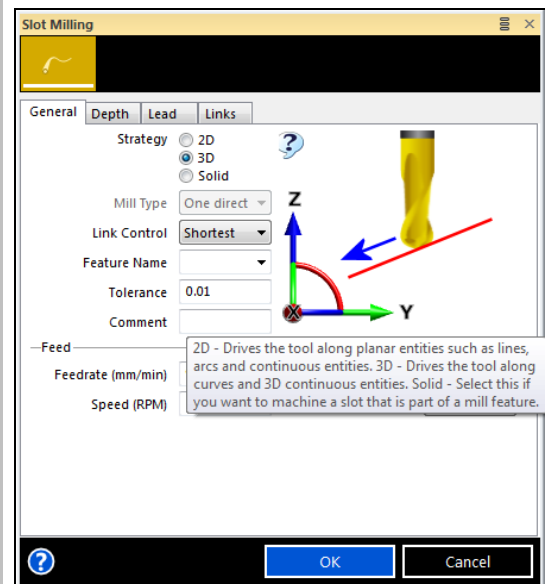 Slot Milling
General Depth Lead Links
Strategy 2D
3D
Solid
Mill Type One direct
Link Control Shortest
Feature Name
Tolerance 0.01
Comment
Feed
Feedrate (mm/min)
Speed (RPM)
Z
X
Y
2D - Drives the tool along planar entities such as lines,
arcs and continuous entities. 3D - Drives the tool along
curves and 3D continuous entities. Solid - Select this if
you want to machine a slot that is part of a mill feature.
OK Cancel